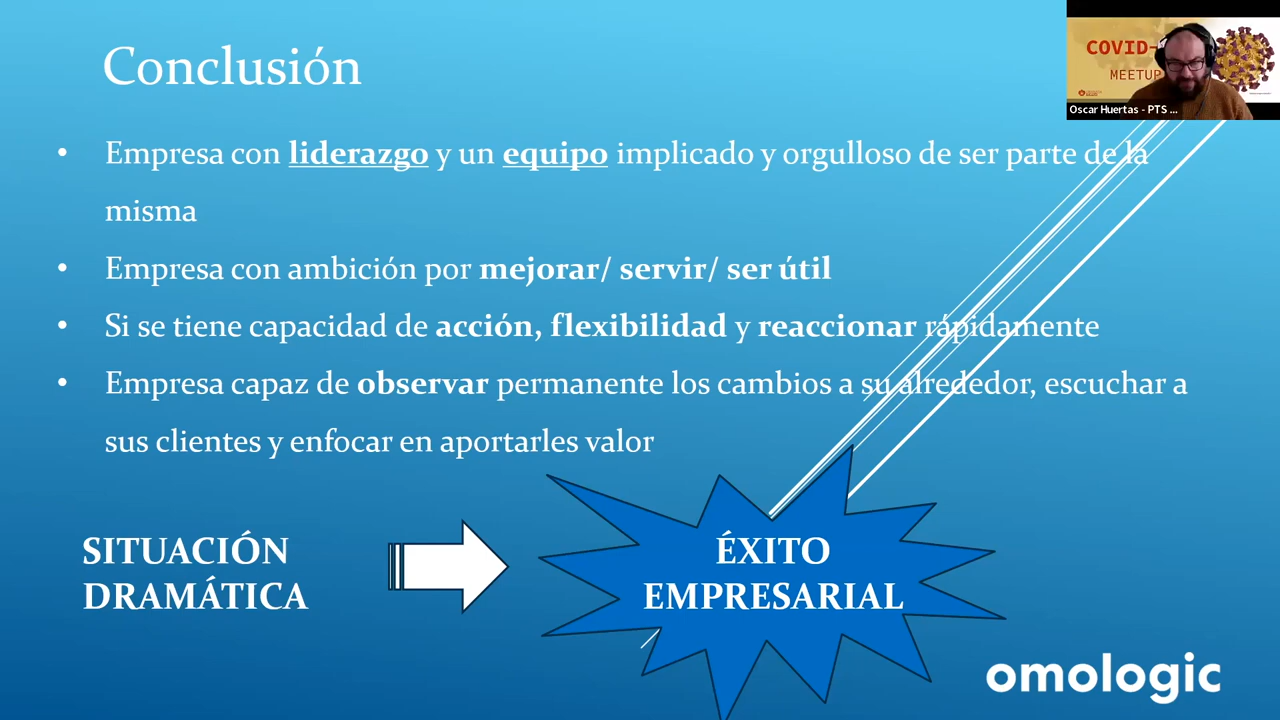 Conclusión
COVID-
MEETUP
Oscar Huertas - PTS ...
• Empresa con liderazgo y un equipo implicado y orgulloso de ser parte de la
misma
• Empresa con ambición por mejorar/ servir/ ser útil
• Si se tiene capacidad de acción, flexibilidad y reaccionar rápidamente
• Empresa capaz de observar permanente los cambios a su alrededor, escuchar a
sus clientes y enfocar en aportarles valor
SITUACIÓN
DRAMÁTICA
ÉXITO
EMPRESARIAL
omologic